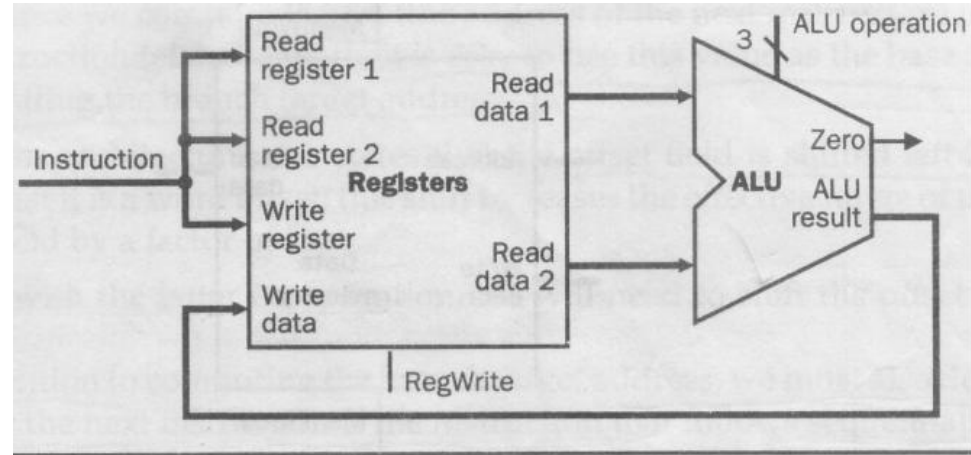 Instruction
Read
register 1
Read
register 2
Write
register
Write
data
Registers
RegWrite
Read
data 1
Read
data 2
3
ALU operation
ALU
Zero
ALU
result